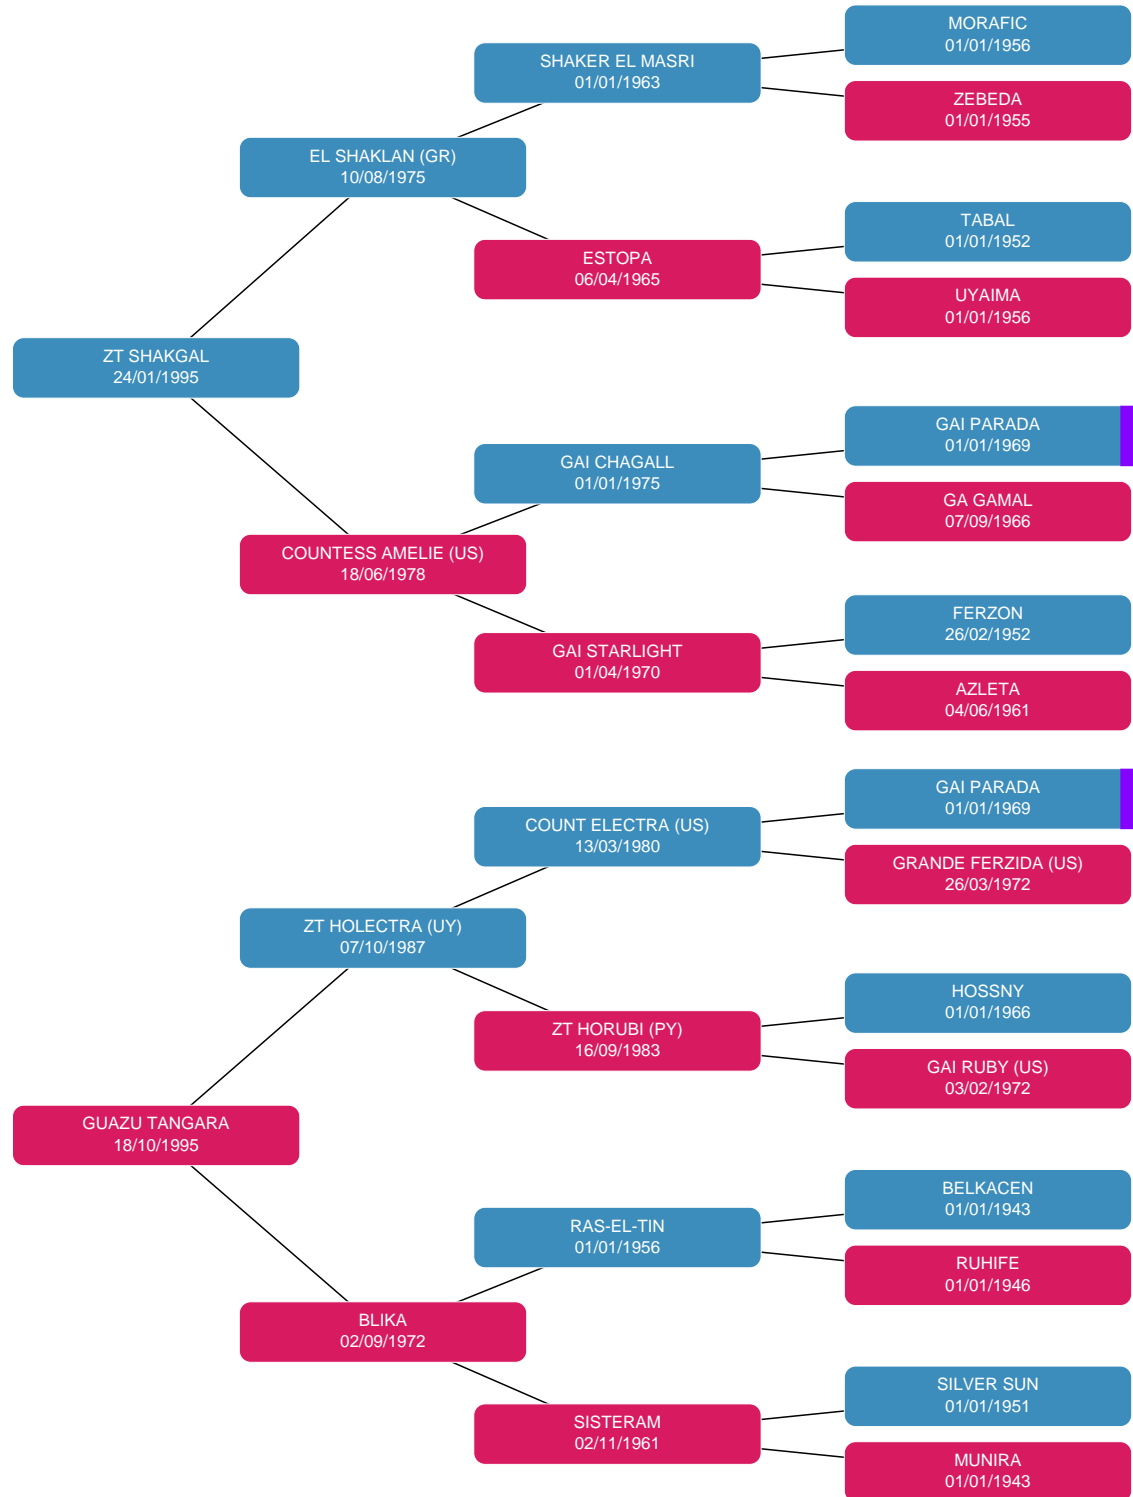 MORAFIC
01/01/1956
SHAKER EL MASRI
01/01/1963
ZEBEDA
01/01/1955
EL SHAKLAN (GR)
10/08/1975
TABAL
01/01/1952
ESTOPA
06/04/1965
UYAIMA
01/01/1956
ZT SHAKGAL
24/01/1995
GAI PARADA
01/01/1969
GAI CHAGALL
01/01/1975
GA GAMAL
07/09/1966
COUNTESS AMELIE (US)
18/06/1978
FERZON
26/02/1952
GAI STARLIGHT
01/04/1970
AZLETA
04/06/1961
GAI PARADA
01/01/1969
COUNT ELECTRA (US)
13/03/1980
GRANDE FERZIDA (US)
26/03/1972
ZT HOLECTRA (UY)
07/10/1987
HOSSNY
01/01/1966
ZT HORUBI (PY)
16/09/1983
GAI RUBY (US)
03/02/1972
GUAZU TANGARA
18/10/1995
BELKACEN
01/01/1943
RAS-EL-TIN
01/01/1956
RUHIFE
01/01/1946
BLIKA
02/09/1972
SILVER SUN
01/01/1951
SISTERAM
02/11/1961
MUNIRA
01/01/1943